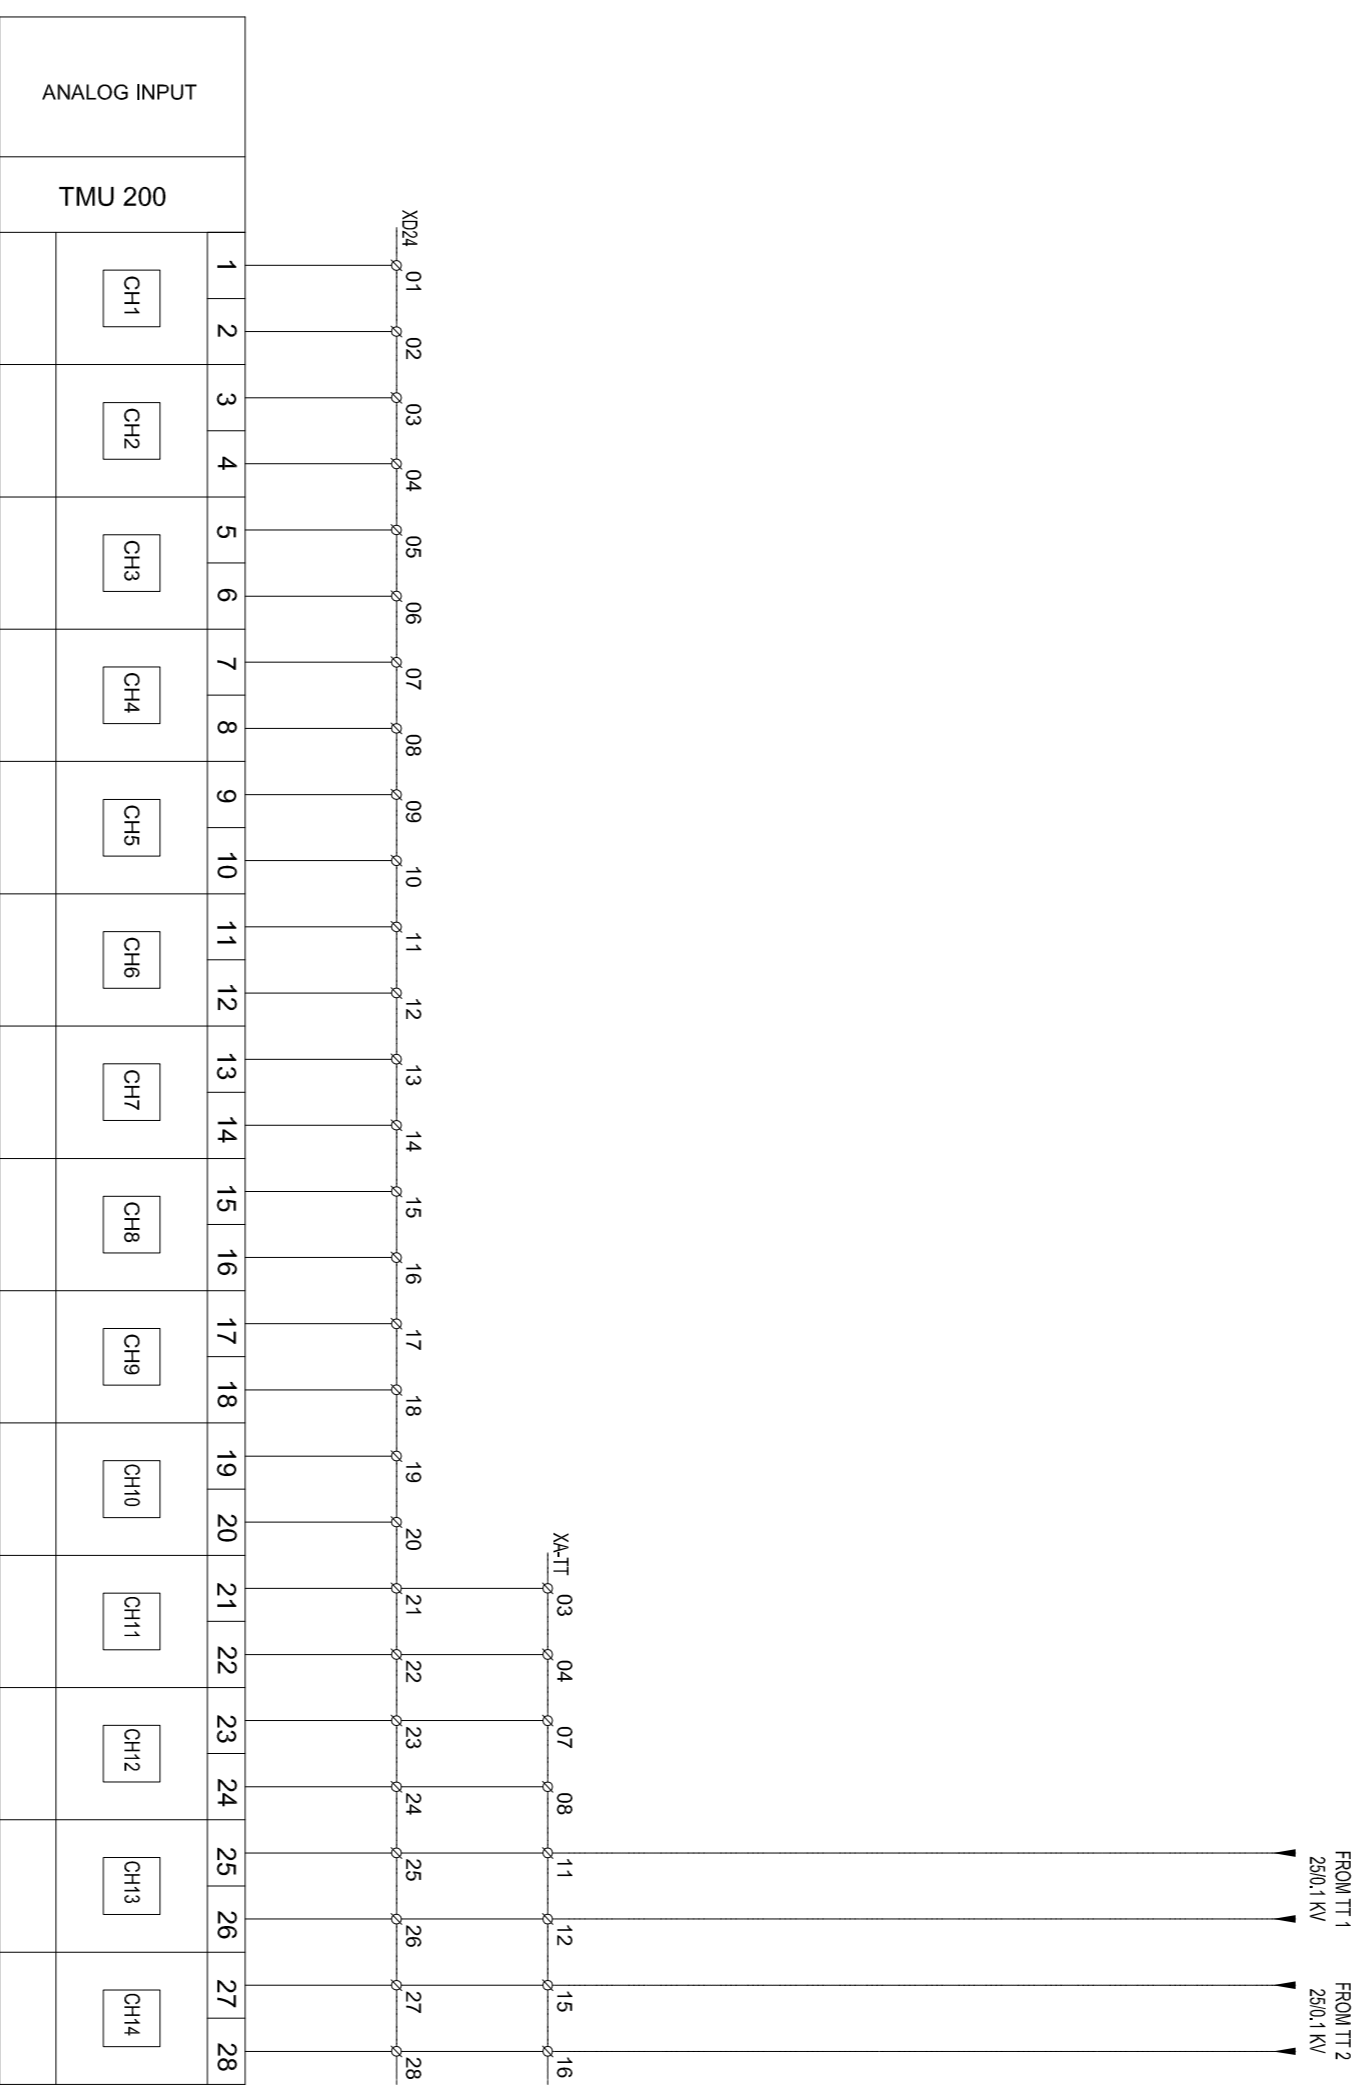 ANALOG INPUT
TMU 200
XD24
CH1
1
01
2
02
CH2
3
03
4
04
CH3
5
05
6
06
CH4
7
07
8
08
CH5
9
09
10
10
CH6
11
11
12
12
CH7
13
13
14
14
CH8
15
15
16
16
CH9
17
17
18
18
CH10
19
19
20
20
XA-TT
CH11
21
21
03
22
22
04
CH12
23
23
07
24
24
08
CH13
25
25
11
26
26
12
FROM TT 1
25/0.1 KV
CH14
27
27
15
28
28
16
FROM TT 2
25/0.1 KV